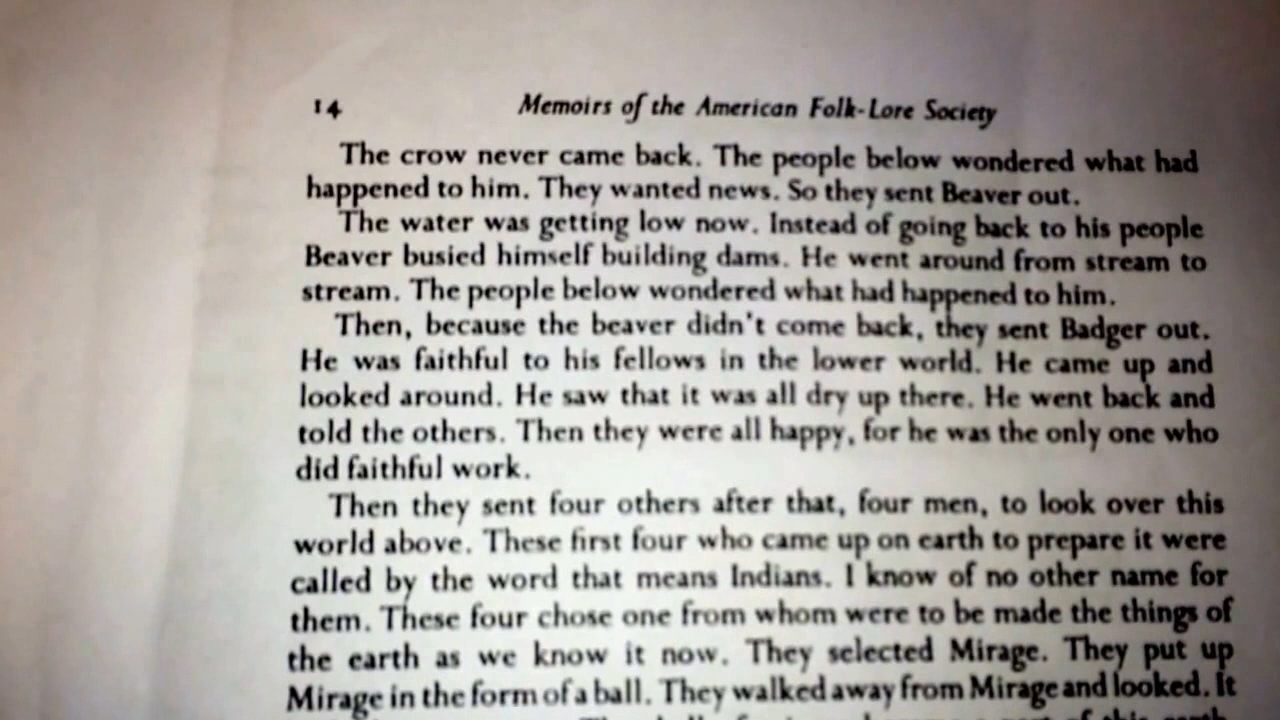 14 Memoirs of the American Folk-Lore Society
The crow never came back. The people below wondered what had
happened to him. They wanted news. So they sent Beaver out.
The water was getting low now. Instead of going back to his people
Beaver busied himself building dams. He went around from stream to
stream. The people below wondered what had happened to him.
Then, because the beaver didn't come back, they sent Badger out.
He was faithful to his fellows in the lower world. He came up and
looked around. He saw that it was all dry up there. He went back and
told the others. Then they were all happy, for he was the only one who
did faithful work.
Then they sent four others after that, four men, to look over this
world above. These first four who came up on earth to prepare it were
called by the word that means Indians. I know of no other name for
them. These four chose one from whom were to be made the things of
the earth as we know it now. They selected Mirage. They put up
Mirage in the form of a ball. They walked away from Mirage and looked. It